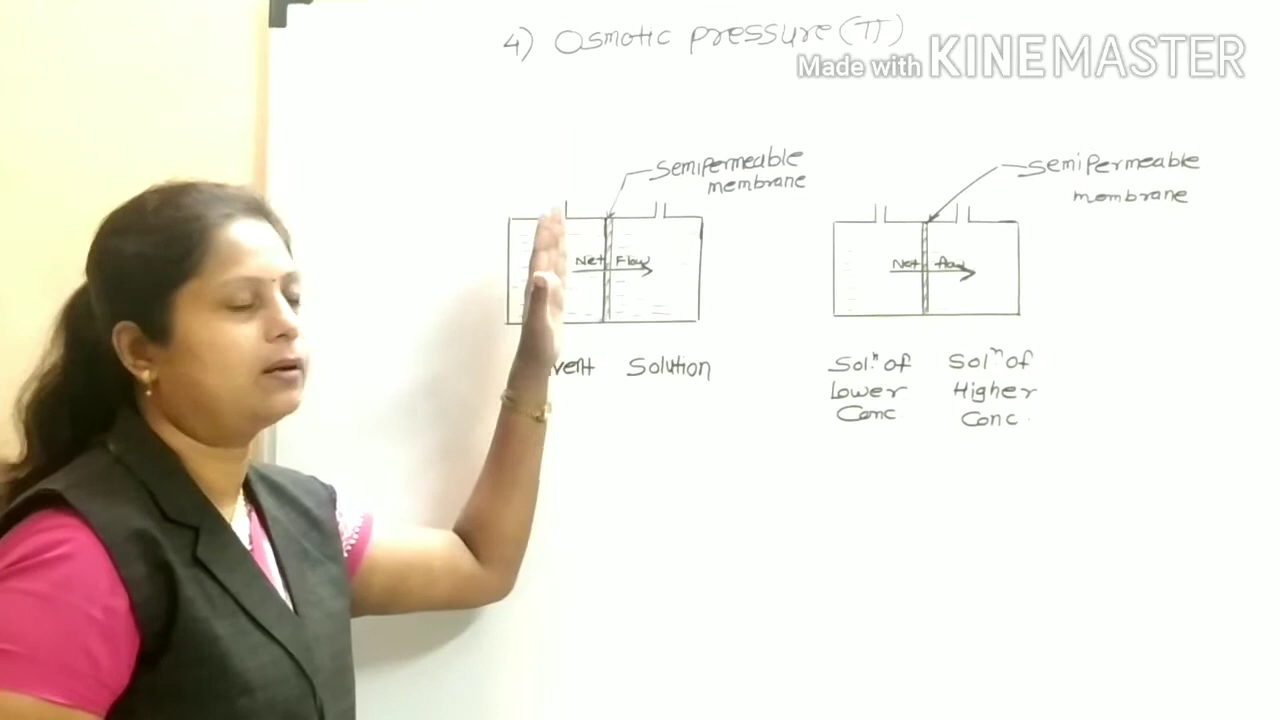 4) Osmotic pressure (π)
Made with KINEMASTER
Semipermeable
membrane
Semipermeable
membrane
Net Flow
Net flow
vent Solution
Solⁿ of
Lower
Conc.
Solⁿ of
Higher
Conc.